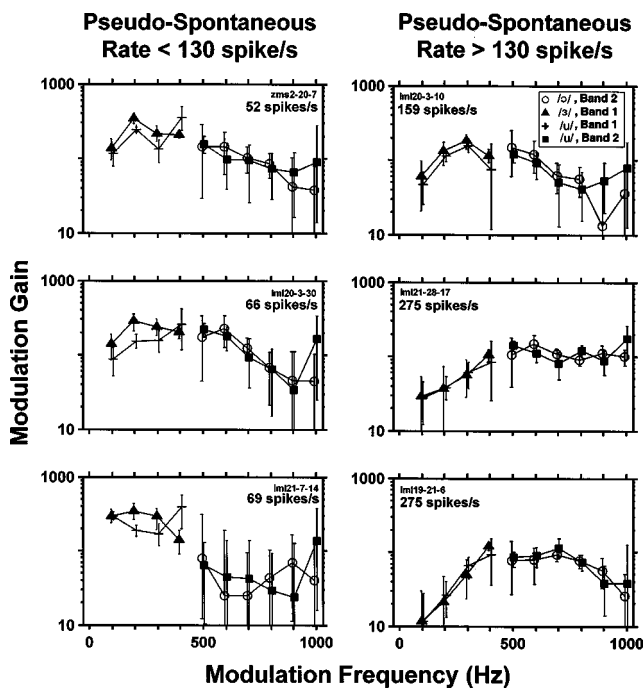 Pseudo-Spontaneous
Rate < 130 spike/s
Pseudo-Spontaneous
Rate > 130 spike/s
Modulation Gain
1000
zms2-20-7
52 spikes/s
10
1000
lml20-3-30
66 spikes/s
10
1000
lml21-7-14
69 spikes/s
10
0
500
1000
1000
lml20-3-10
159 spikes/s
/ɔ/, Band 2
/ɜ/, Band 1
/u/, Band 1
/u/, Band 2
10
1000
lml21-28-17
275 spikes/s
10
1000
lml19-21-6
275 spikes/s
10
0
500
1000
Modulation Frequency (Hz)